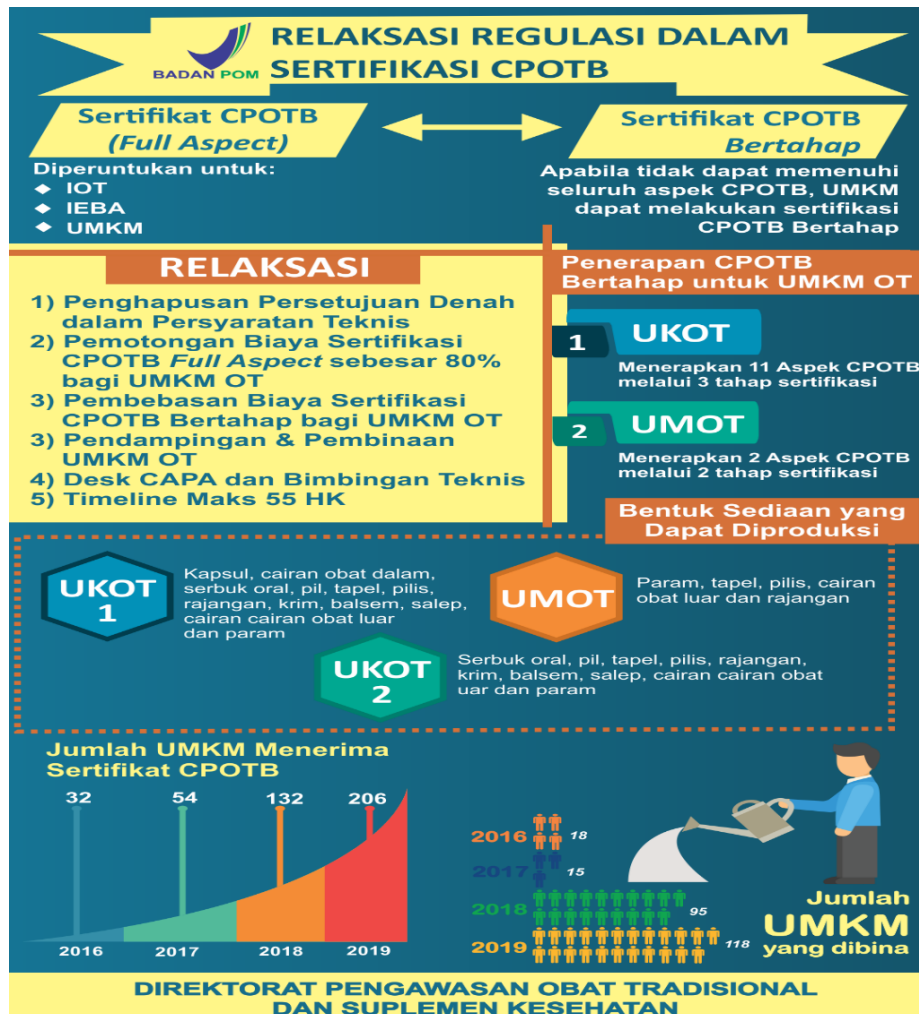 BADAN POM
RELAKSASI REGULASI DALAM
SERTIFIKASI CPOTB
Sertifikat CPOTB
(Full Aspect)
Diperuntukan untuk:
◆ IOT
◆ IEBA
◆ UMKM
Sertifikat CPOTB
Bertahap
Apabila tidak dapat memenuhi
seluruh aspek CPOTB, UMKM
dapat melakukan sertifikasi
CPOTB Bertahap
RELAKSASI
1) Penghapusan Persetujuan Denah
dalam Persyaratan Teknis
2) Pemotongan Biaya Sertifikasi
CPOTB Full Aspect sebesar 80%
bagi UMKM OT
3) Pembebasan Biaya Sertifikasi
CPOTB Bertahap bagi UMKM OT
3) Pendampingan & Pembinaan
UMKM OT
4) Desk CAPA dan Bimbingan Teknis
5) Timeline Maks 55 HK
Penerapan CPOTB
Bertahap untuk UMKM OT
1 UKOT
Menerapkan 11 Aspek CPOTB
melalui 3 tahap sertifikasi
2 UMOT
Menerapkan 2 Aspek CPOTB
melalui 2 tahap sertifikasi
Bentuk Sediaan yang
Dapat Diproduksi
UKOT
1
Kapsul, cairan obat dalam,
serbuk oral, pil, tapel, pilis,
rajangan, krim, balsem, salep,
cairan cairan obat luar
dan param
UMOT
Param, tapel, pilis, cairan
obat luar dan rajangan
UKOT
2
Serbuk oral, pil, tapel, pilis, rajangan,
krim, balsem, salep, cairan cairan obat
uar dan param
Jumlah UMKM Menerima
Sertifikat CPOTB
32 54 132 206
2016 2017 2018 2019
2016 18
2017 15
2018 95
2019 118
Jumlah
UMKM
yang dibina
DIREKTORAT PENGAWASAN OBAT TRADISIONAL
DAN SUPLEMEN KESEHATAN